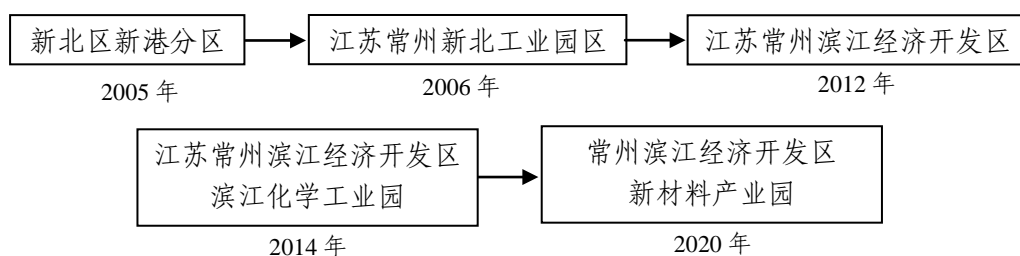 新北区新港分区
江苏常州新北工业园区
江苏常州滨江经济开发区
2005 年
2006 年
2012 年
江苏常州滨江经济开发区
滨江化学工业园
常州滨江经济开发区
新材料产业园
2014 年
2020 年